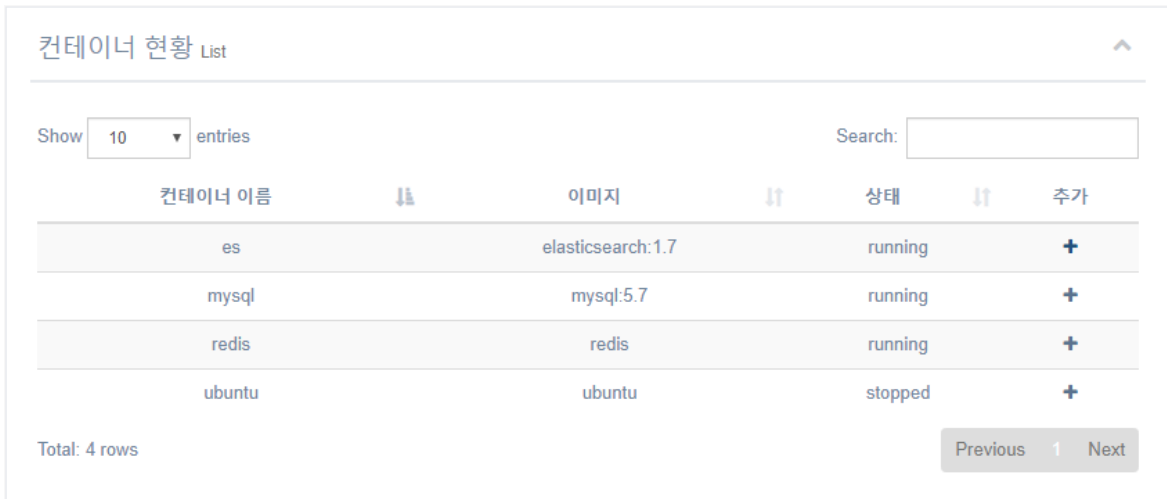 컨테이너 현황 List
Show 10 entries Search:
컨테이너 이름 이미지 상태 추가
es elasticsearch:1.7 running
mysql mysql:5.7 running
redis redis running
ubuntu ubuntu stopped
Total: 4 rows Previous 1 Next